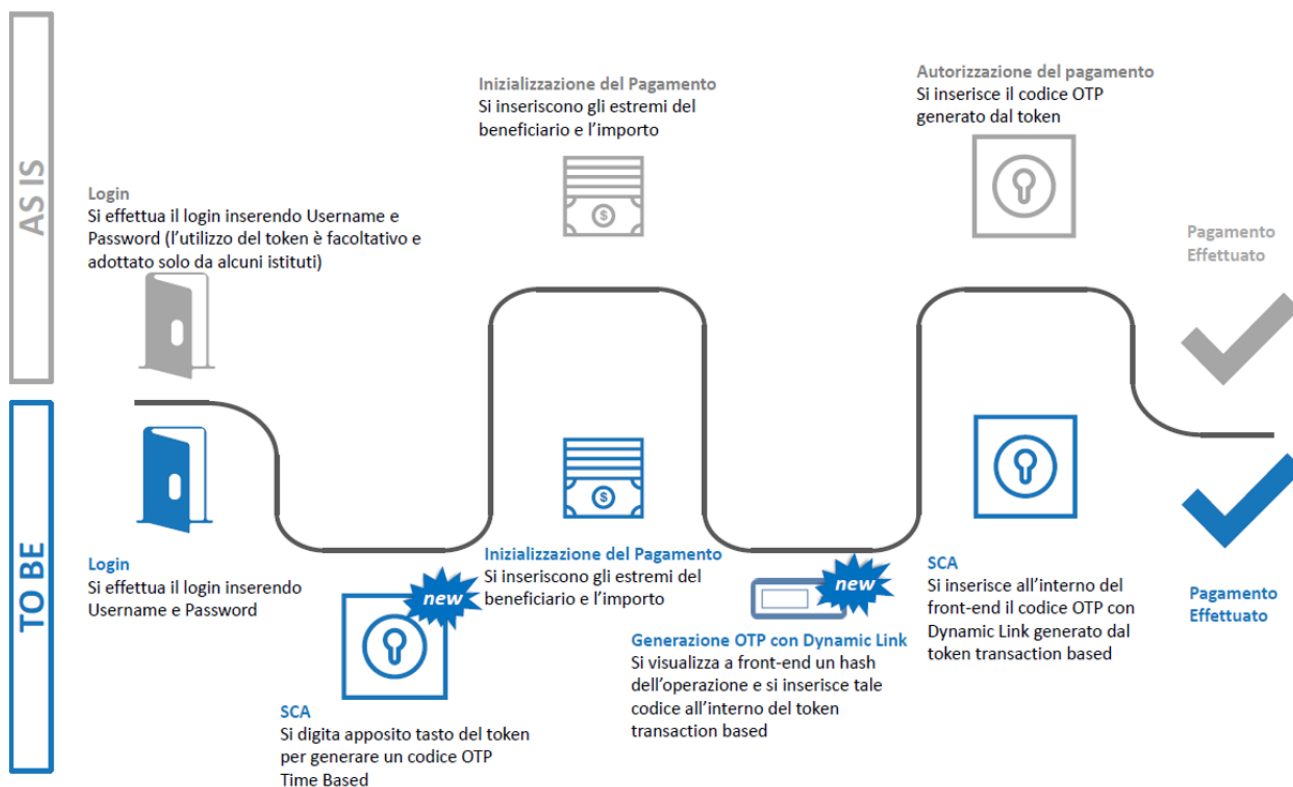 AS IS
Login
Si effettua il login inserendo Username e
Password (l'utilizzo del token è facoltativo e
adottato solo da alcuni istituti)
Inizializzazione del Pagamento
Si inseriscono gli estremi del
beneficiario e l'importo
$
Autorizzazione del pagamento
Si inserisce il codice OTP
generato dal token
Pagamento
Effettuato
TO BE
Login
Si effettua il login inserendo
Username e Password
new
SCA
Si digita apposito tasto del token
per generare un codice OTP
Time Based
$
Inizializzazione del Pagamento
Si inseriscono gli estremi del
beneficiario e l'importo
new
Generazione OTP con Dynamic Link
Si visualizza a front-end un hash
dell'operazione e si inserisce tale
codice all'interno del token
transaction based
SCA
Si inserisce all'interno del
front-end il codice OTP con
Dynamic Link generato dal
token transaction based
Pagamento
Effettuato